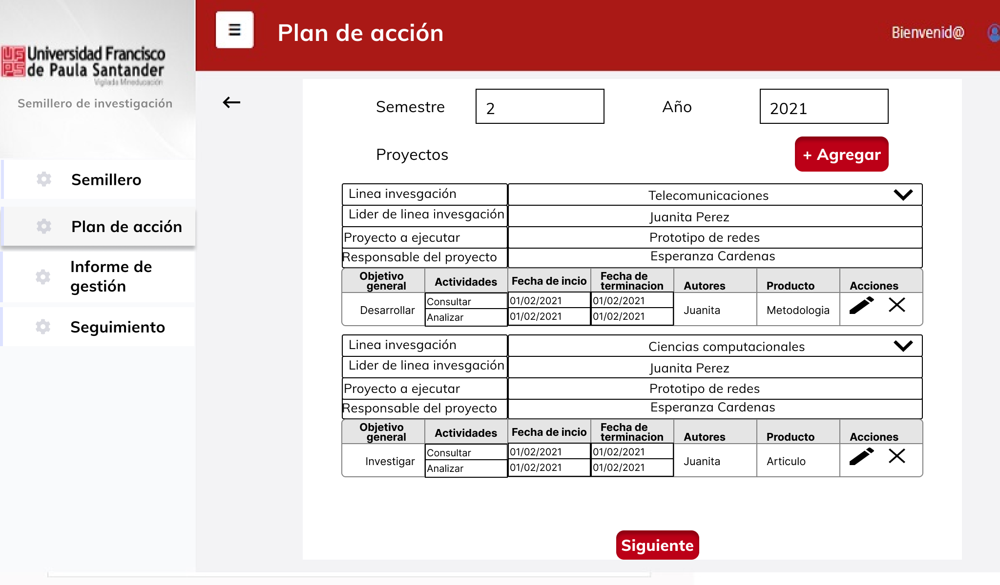 Universidad Francisco
de Paula Santander
Vigilada Mineducación
Semillero de investigación
Semillero
Plan de acción
Informe de
gestión
Seguimiento
Plan de acción
Bienvenid@
Semestre 2 Año 2021
Proyectos + Agregar
Linea invesgación Telecomunicaciones
Lider de linea invesgación Juanita Perez
Proyecto a ejecutar Prototipo de redes
Responsable del proyecto Esperanza Cardenas
Objetivo general Actividades Fecha de incio Fecha de terminacion Autores Producto Acciones
Desarrollar Consultar 01/02/2021 01/02/2021 Juanita Metodologia
Analizar 01/02/2021 01/02/2021
Linea invesgación Ciencias computacionales
Lider de linea invesgación Juanita Perez
Proyecto a ejecutar Prototipo de redes
Responsable del proyecto Esperanza Cardenas
Objetivo general Actividades Fecha de incio Fecha de terminacion Autores Producto Acciones
Investigar Consultar 01/02/2021 01/02/2021 Juanita Articulo
Analizar 01/02/2021 01/02/2021
Siguiente